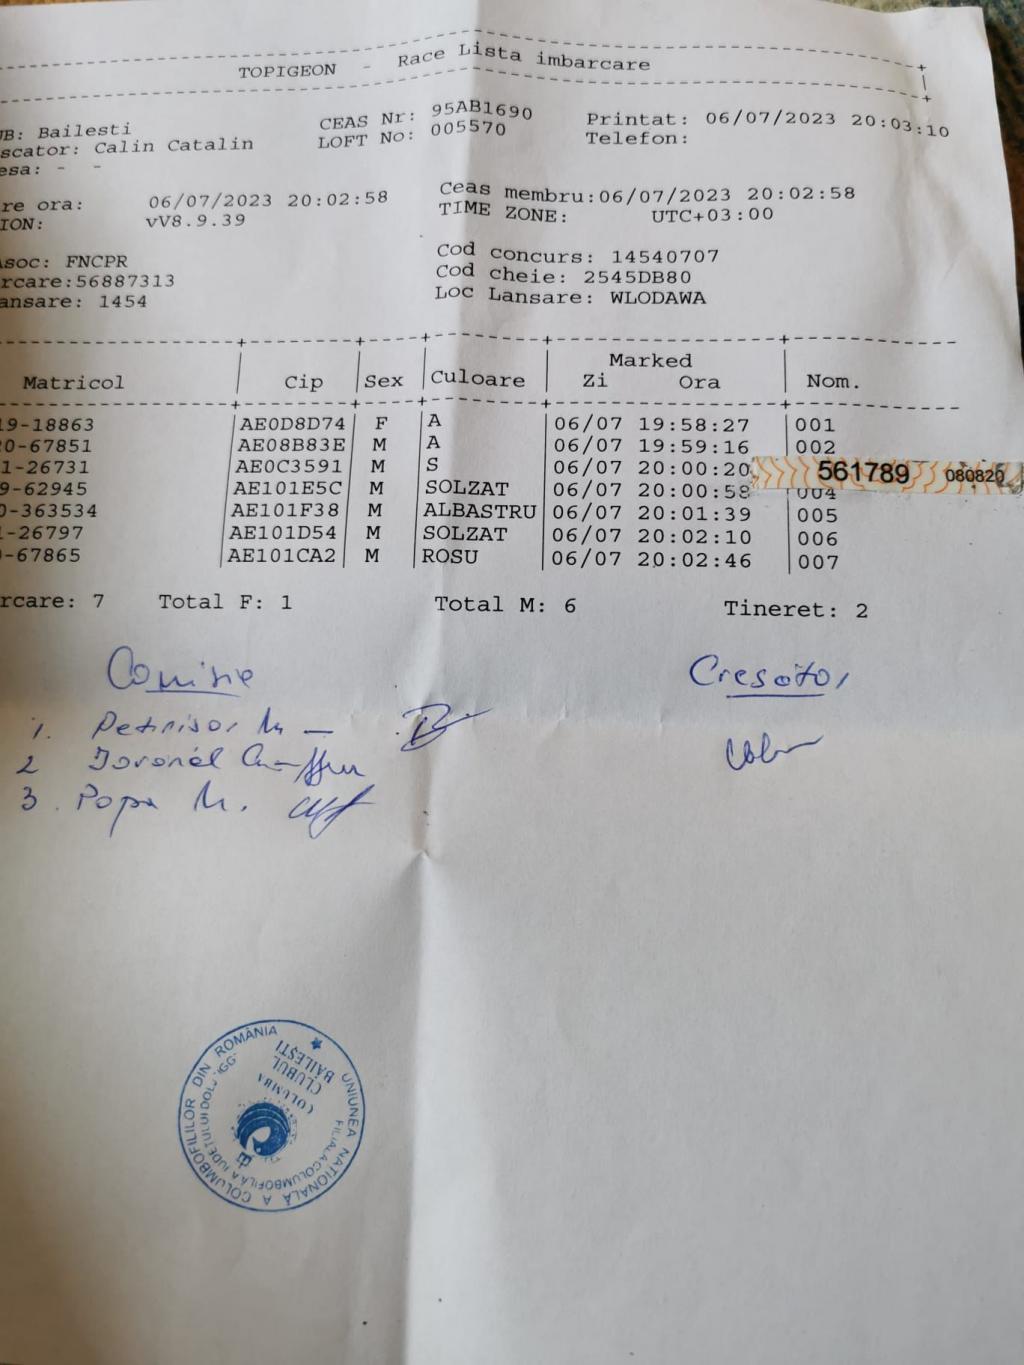 TOPIGEON - Race Lista imbarcare
UB: Bailesti CEAS Nr: 95AB1690 Printat: 06/07/2023 20:03:10
scator: Calin Catalin LOFT No: 005570 Telefon:
esa: - -
re ora: 06/07/2023 20:02:58 Ceas membru:06/07/2023 20:02:58
ION: vV8.9.39 TIME ZONE: UTC+03:00
soc: FNCPR Cod concurs: 14540707
rcare:56887313 Cod cheie: 2545DB80
ansare: 1454 Loc Lansare: WLODAWA
Marked
Matricol Cip Sex Culoare Zi Ora Nom.
19-18863 AE0D8D74 F A 06/07 19:58:27 001
0-67851 AE08B83E M A 06/07 19:59:16 002
1-26731 AE0C3591 M S 06/07 20:00:20
561789 080820
9-62945 AE101E5C M SOLZAT 06/07 20:00:58 004
0-363534 AE101F38 M ALBASTRU 06/07 20:01:39 005
-26797 AE101D54 M SOLZAT 06/07 20:02:10 006
-67865 AE101CA2 M ROSU 06/07 20:02:46 007
rcare: 7 Total F: 1 Total M: 6 Tineret: 2
Comisie Crescator
1. Petrisor M -
2
3. Popa M.
UNIUNEA NATIONALĂ A COLUMBOFILILOR DIN ROMÂNIA
FILIALA COLUMBOFILĂ A JUDETULUI DOLJ
COLUMBA
CLUBUL
BĂILEȘTI